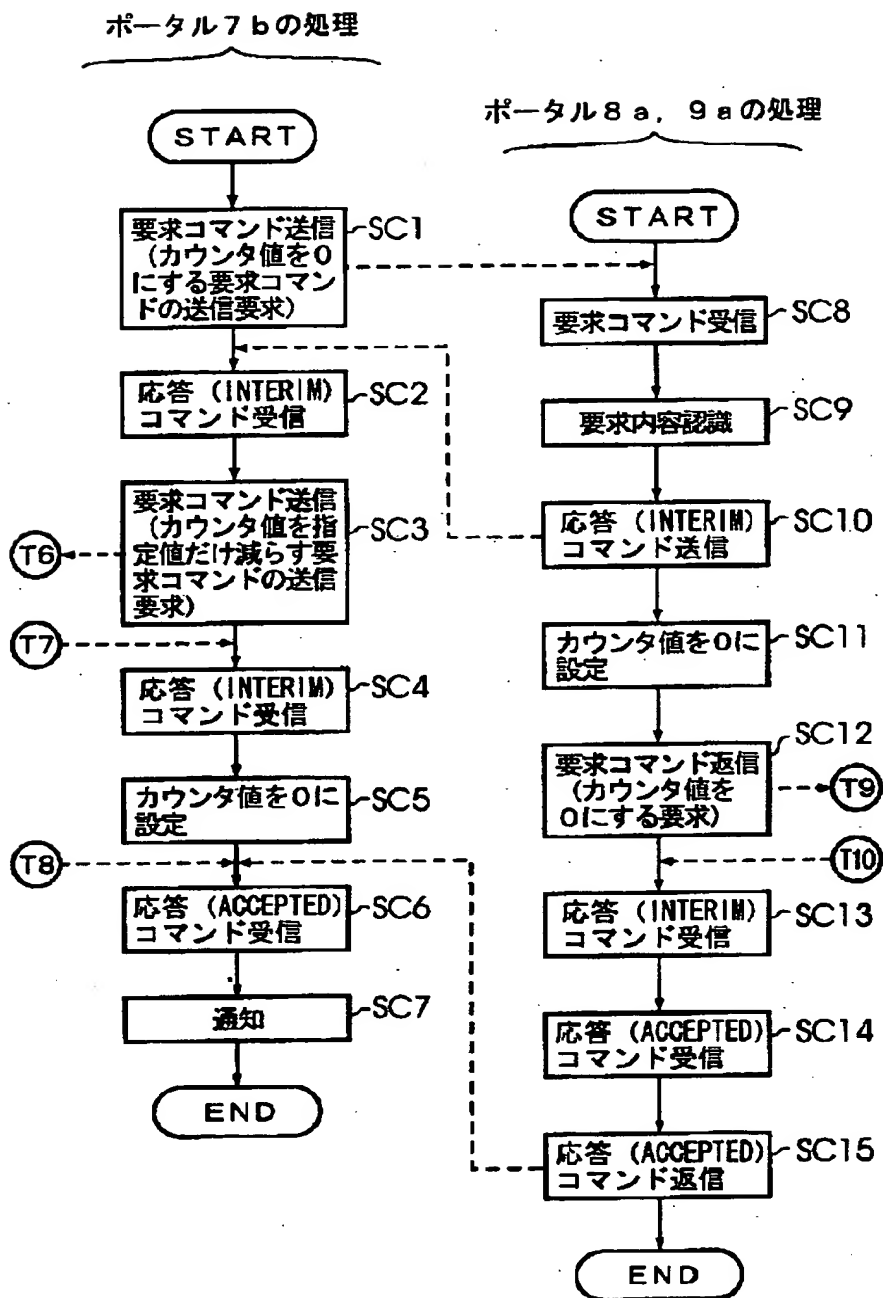 ポータル7bの処理
START
要求コマンド送信
(カウンタ値を0
にする要求コマン
ドの送信要求)
SC1
応答 (INTERIM)
コマンド受信
SC2
要求コマンド送信
(カウンタ値を指
定値だけ減らす要
求コマンドの送信
要求)
SC3
T6
T7
応答 (INTERIM)
コマンド受信
SC4
カウンタ値を0に
設定
SC5
T8
応答 (ACCEPTED)
コマンド受信
SC6
通知
SC7
END
ポータル8a, 9aの処理
START
要求コマンド受信
SC8
要求内容認識
SC9
応答 (INTERIM)
コマンド送信
SC10
カウンタ値を0に
設定
SC11
要求コマンド返信
(カウンタ値を
0にする要求)
SC12
T9
T10
応答 (INTERIM)
コマンド受信
SC13
応答 (ACCEPTED)
コマンド受信
SC14
応答 (ACCEPTED)
コマンド返信
SC15
END